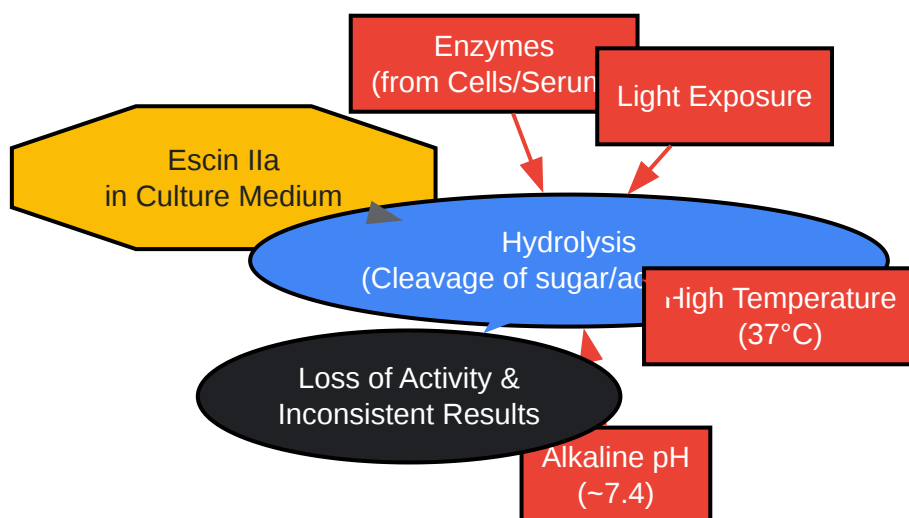 Enzymes
(from Cells/Serum
Light Exposure
Escin IIa
in Culture Medium
Hydrolysis
(Cleavage of sugar/
High Temperature
(37°C)
Loss of Activity &
Inconsistent Results
Alkaline pH
(~7.4)